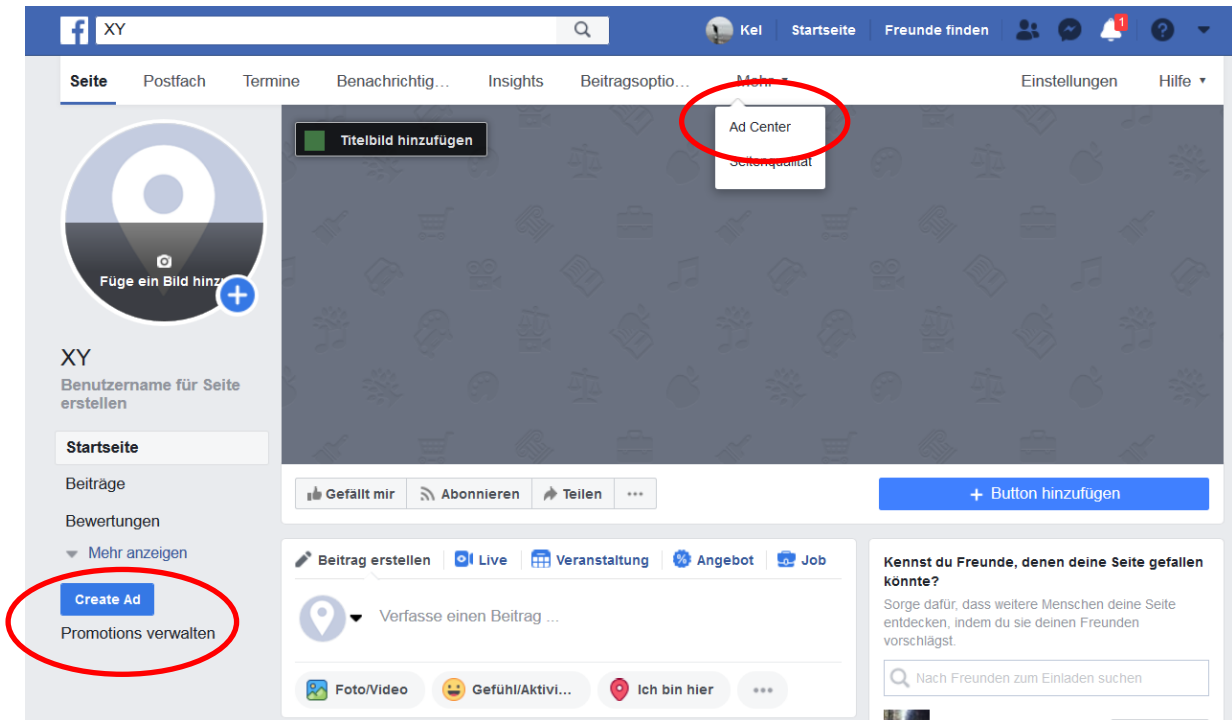 XY
Kel Startseite Freunde finden 1
Seite Postfach Termine Benachrichtig... Insights Beitragsoptio... Mehr Einstellungen Hilfe
Titelbild hinzufügen
Ad Center
Seitenqualität
Füge ein Bild hinzu
XY
Benutzername für Seite
erstellen
Startseite
Beiträge
Bewertungen
Mehr anzeigen
Create Ad
Promotions verwalten
Gefällt mir Abonnieren Teilen ...
+ Button hinzufügen
Beitrag erstellen Live Veranstaltung Angebot Job
Verfasse einen Beitrag ...
Foto/Video Gefühl/Aktivi... Ich bin hier ...
Kennst du Freunde, denen deine Seite gefallen
könnte?
Sorge dafür, dass weitere Menschen deine Seite
entdecken, indem du sie deinen Freunden
vorschlägst.
Nach Freunden zum Einladen suchen